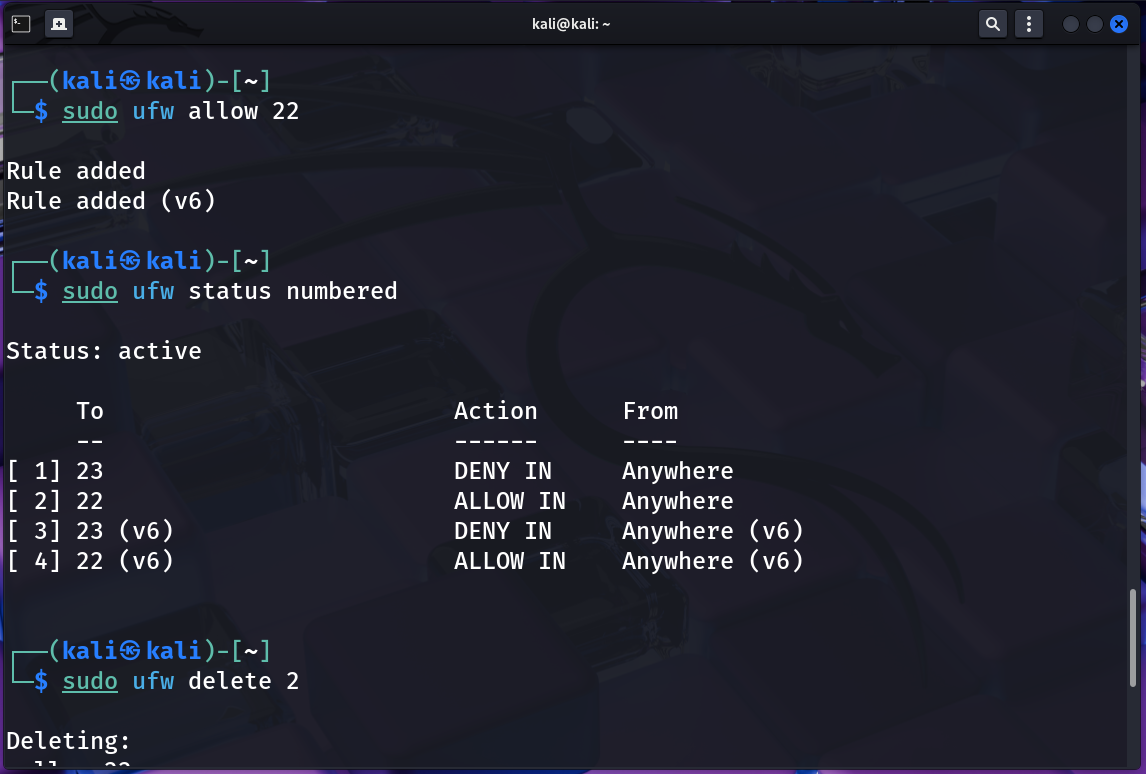 kali@kali: ~
┌──(kali㉿kali)-[~]
└─$ sudo ufw allow 22
Rule added
Rule added (v6)
┌──(kali㉿kali)-[~]
└─$ sudo ufw status numbered
Status: active
To Action From
-- ------ ----
[ 1] 23 DENY IN Anywhere
[ 2] 22 ALLOW IN Anywhere
[ 3] 23 (v6) DENY IN Anywhere (v6)
[ 4] 22 (v6) ALLOW IN Anywhere (v6)
┌──(kali㉿kali)-[~]
└─$ sudo ufw delete 2
Deleting: